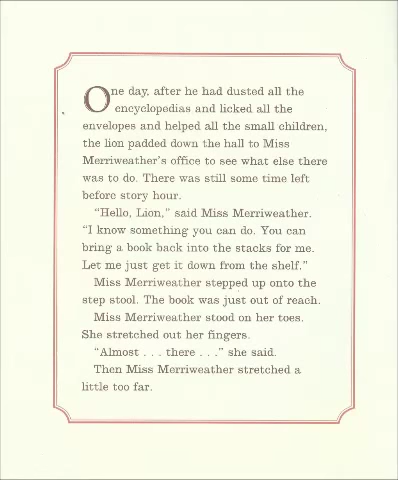 One day, after he had dusted all the
encyclopedias and licked all the
envelopes and helped all the small children,
the lion padded down the hall to Miss
Merriweather's office to see what else there
was to do. There was still some time left
before story hour.
"Hello, Lion," said Miss Merriweather.
"I know something you can do. You can
bring a book back into the stacks for me.
Let me just get it down from the shelf."
Miss Merriweather stepped up onto the
step stool. The book was just out of reach.
Miss Merriweather stood on her toes.
She stretched out her fingers.
"Almost . . . there . . ." she said.
Then Miss Merriweather stretched a
little too far.